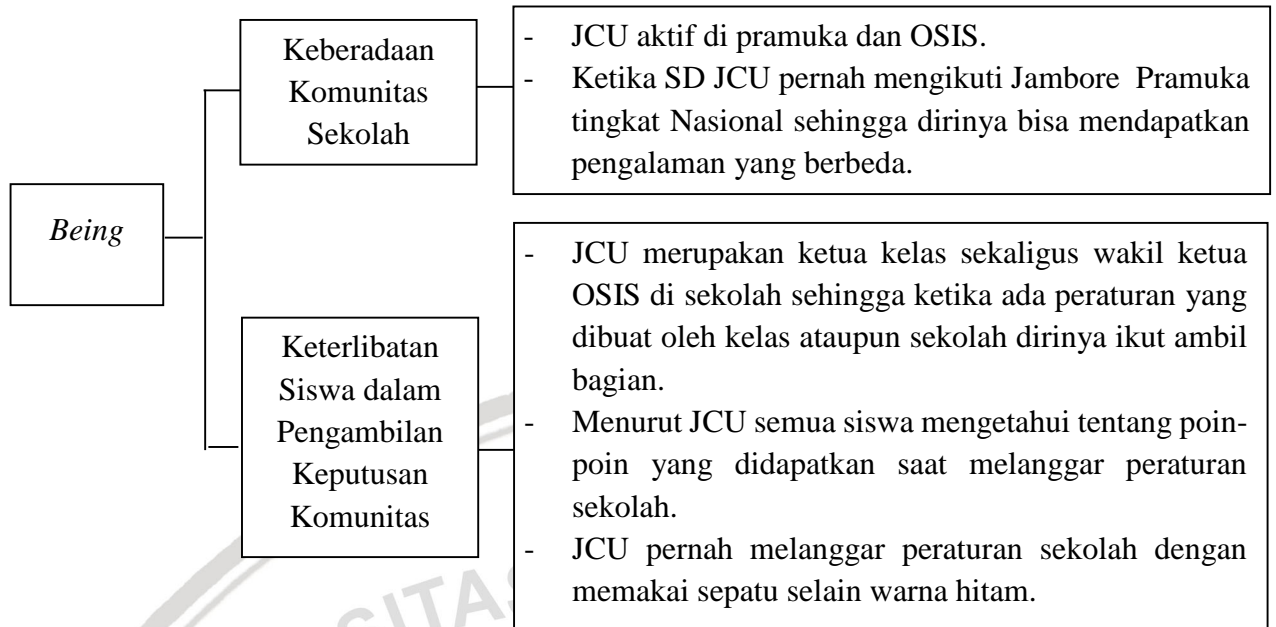 Being
Keberadaan
Komunitas
Sekolah
- JCU aktif di pramuka dan OSIS.
- Ketika SD JCU pernah mengikuti Jambore Pramuka
tingkat Nasional sehingga dirinya bisa mendapatkan
pengalaman yang berbeda.
Keterlibatan
Siswa dalam
Pengambilan
Keputusan
Komunitas
- JCU merupakan ketua kelas sekaligus wakil ketua
OSIS di sekolah sehingga ketika ada peraturan yang
dibuat oleh kelas ataupun sekolah dirinya ikut ambil
bagian.
- Menurut JCU semua siswa mengetahui tentang poin-
poin yang didapatkan saat melanggar peraturan
sekolah.
- JCU pernah melanggar peraturan sekolah dengan
memakai sepatu selain warna hitam.
SITAS